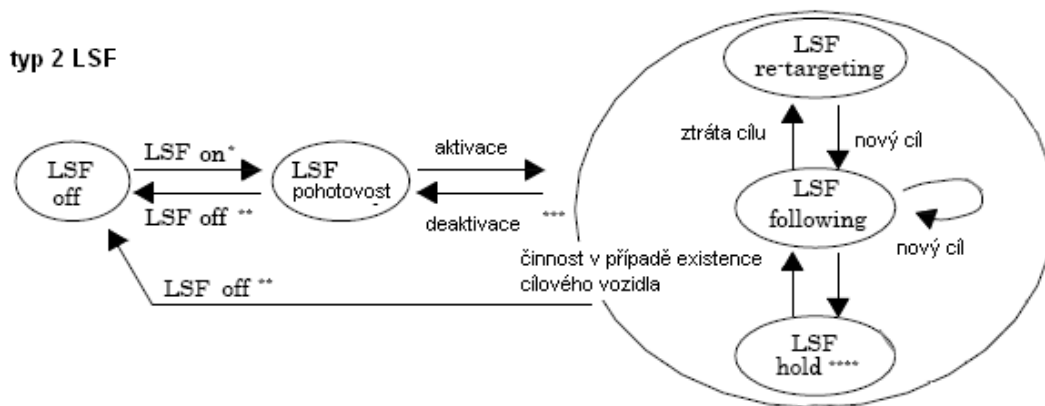 typ 2 LSF
LSF
off
LSF on*
LSF off **
LSF
pohotovost
aktivace
deaktivace ***
LSF off **
činnost v případě existence
cílového vozidla
LSF
re-targeting
ztráta cílu
nový cíl
LSF
following
nový cíl
LSF
hold ****